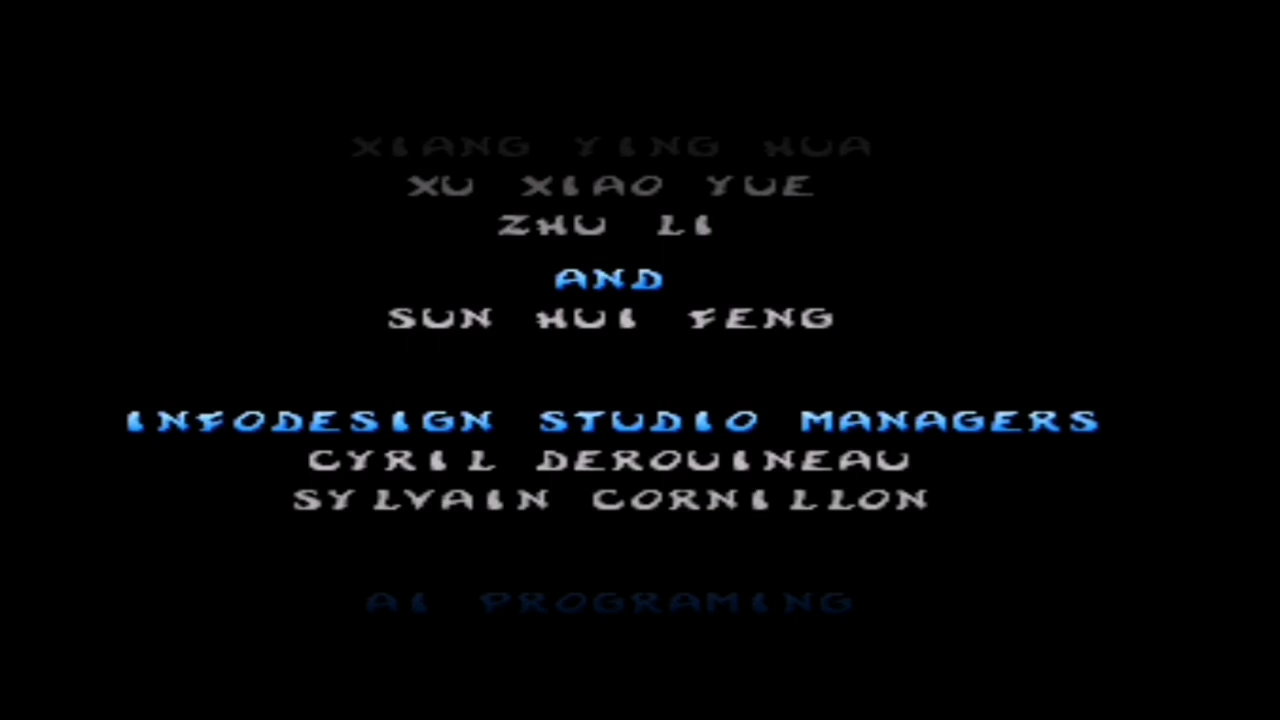 XIANG YING HUA
XU XIAO YUE
ZHU LI
AND
SUN HUI FENG
INFODESIGN STUDIO MANAGERS
CYRIL DEROUINEAU
SYLVAIN CORNILLON
AI PROGRAMING